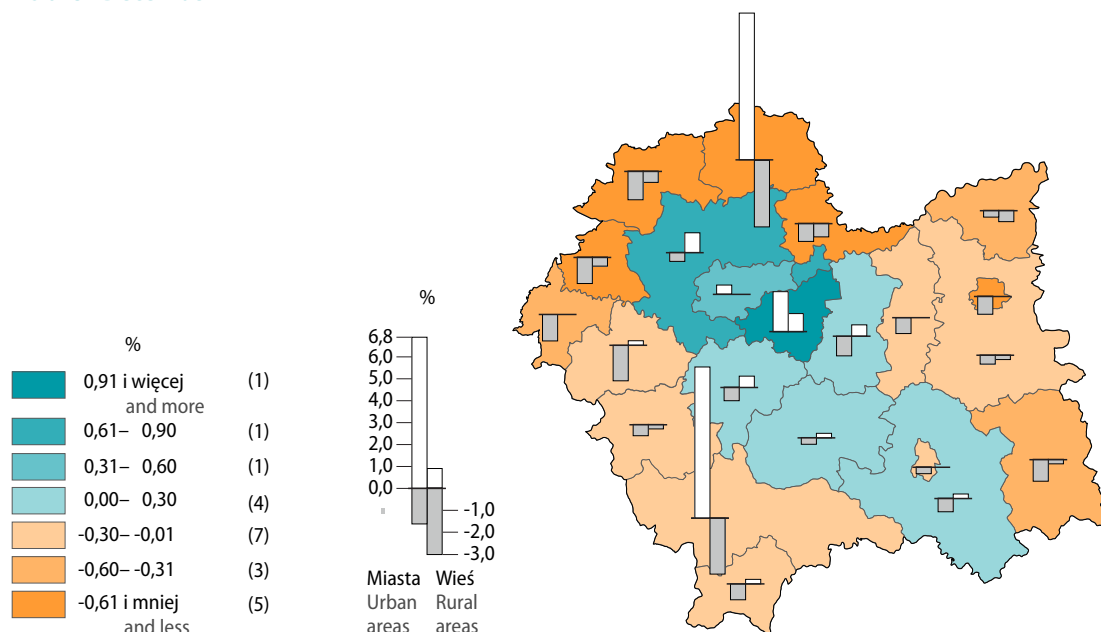 %
0,91 i więcej (1)
and more
0,61– 0,90 (1)
0,31– 0,60 (1)
0,00– 0,30 (4)
-0,30– -0,01 (7)
-0,60– -0,31 (3)
-0,61 i mniej (5)
and less
%
6,8
6,0
5,0
4,0
3,0
2,0
1,0
0,0
-1,0
-2,0
-3,0
Miasta Wieś
Urban Rural
areas areas